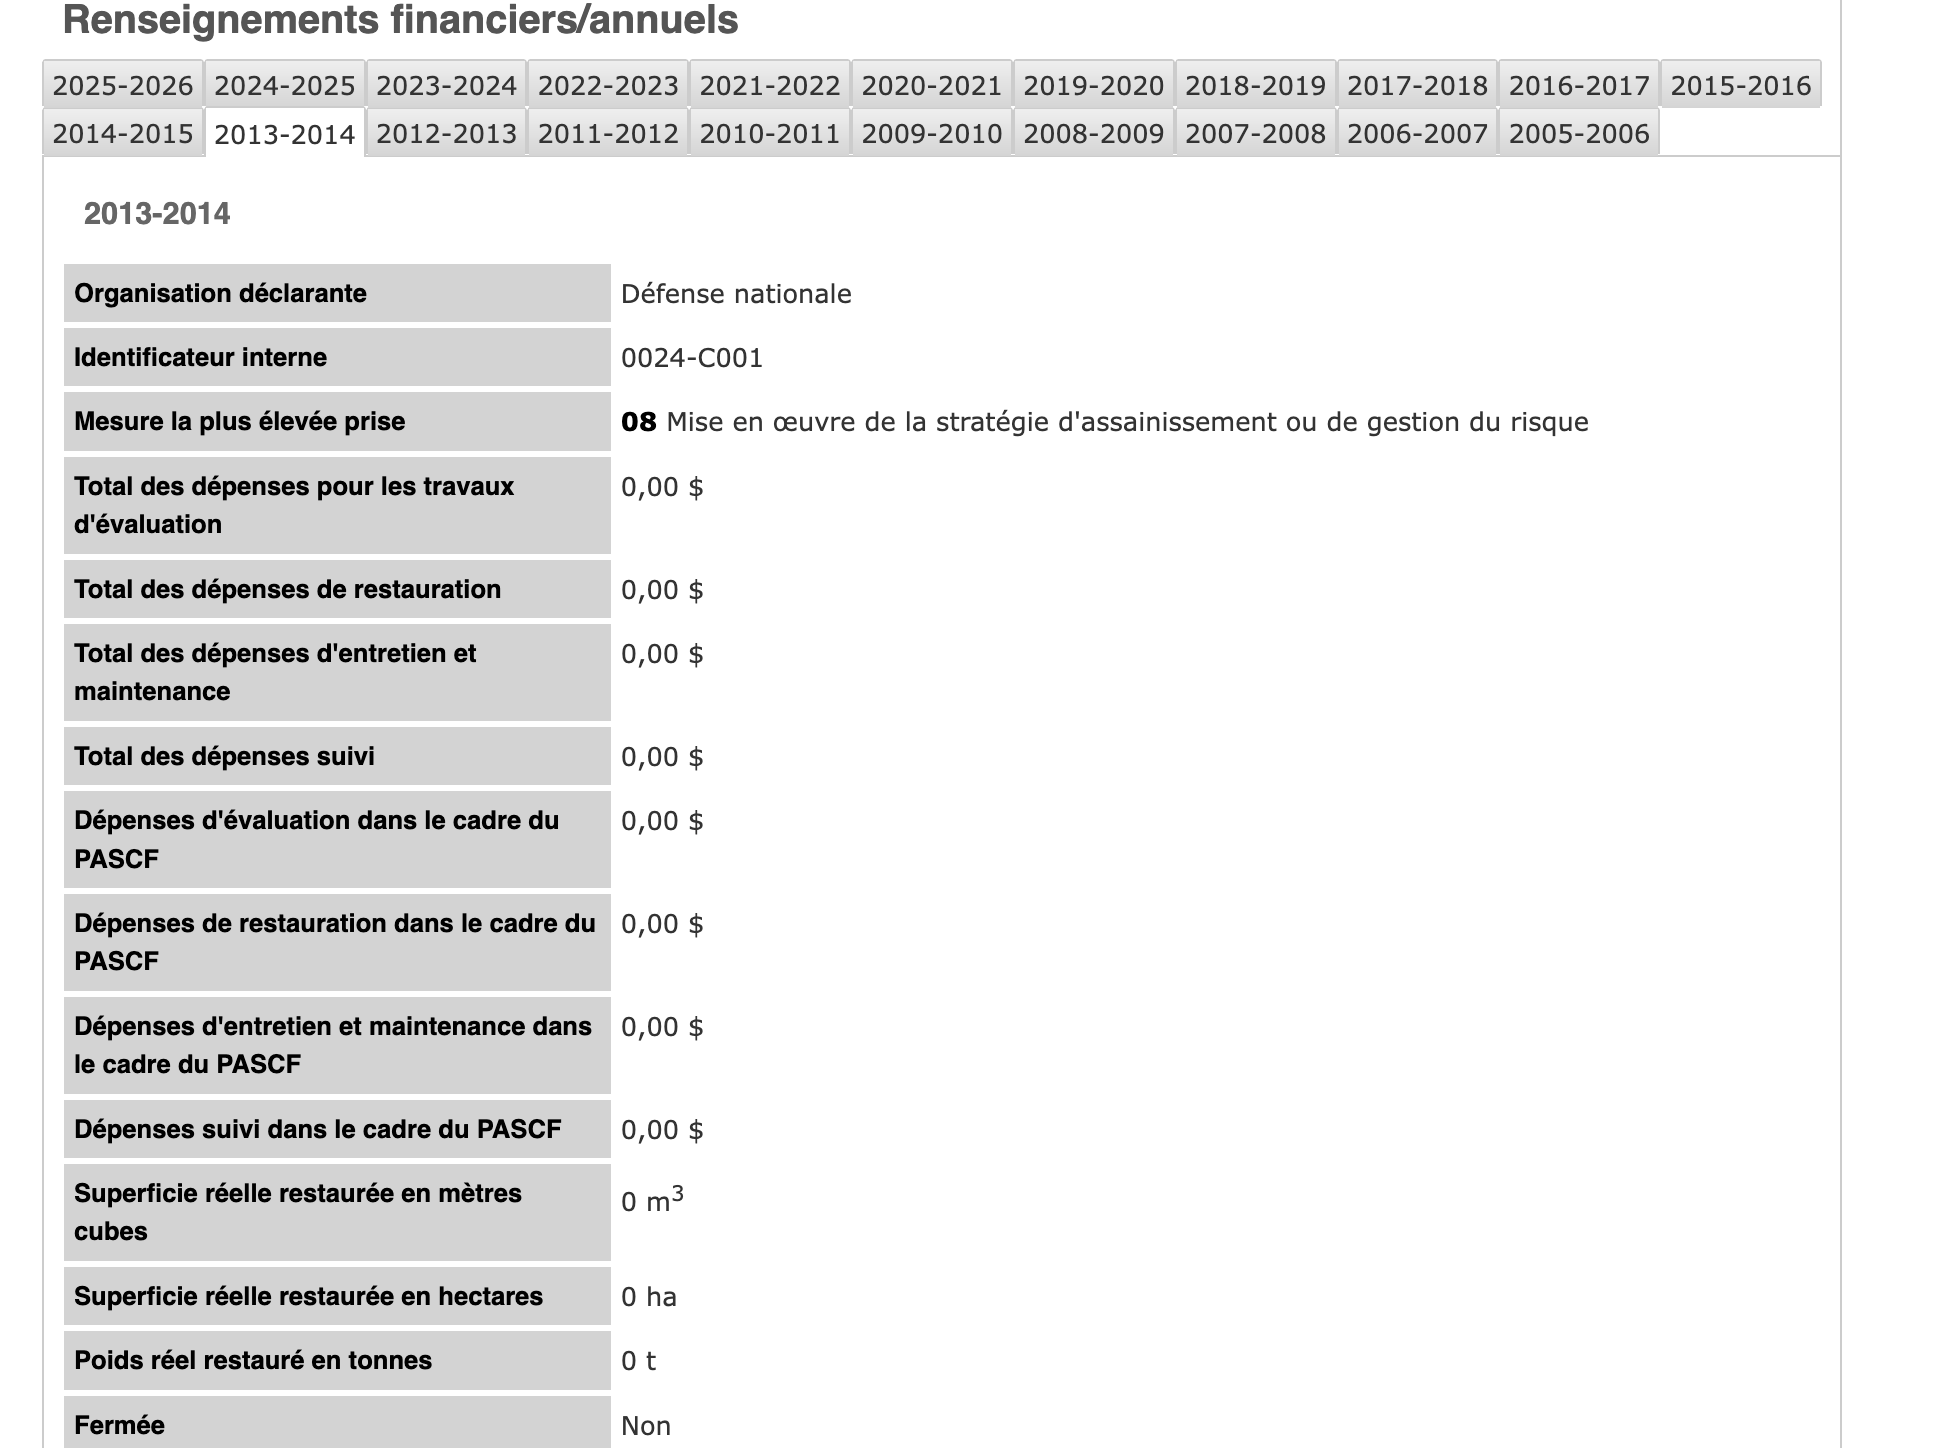 Renseignements financiers/annuels
2025-2026 2024-2025 2023-2024 2022-2023 2021-2022 2020-2021 2019-2020 2018-2019 2017-2018 2016-2017 2015-2016
2014-2015 2013-2014 2012-2013 2011-2012 2010-2011 2009-2010 2008-2009 2007-2008 2006-2007 2005-2006
2013-2014
Organisation déclarante Défense nationale
Identificateur interne 0024-C001
Mesure la plus élevée prise 08 Mise en œuvre de la stratégie d'assainissement ou de gestion du risque
Total des dépenses pour les travaux 0,00 $
d'évaluation
Total des dépenses de restauration 0,00 $
Total des dépenses d'entretien et 0,00 $
maintenance
Total des dépenses suivi 0,00 $
Dépenses d'évaluation dans le cadre du 0,00 $
PASCF
Dépenses de restauration dans le cadre du 0,00 $
PASCF
Dépenses d'entretien et maintenance dans 0,00 $
le cadre du PASCF
Dépenses suivi dans le cadre du PASCF 0,00 $
Superficie réelle restaurée en mètres 0 m³
cubes
Superficie réelle restaurée en hectares 0 ha
Poids réel restauré en tonnes 0 t
Fermée Non